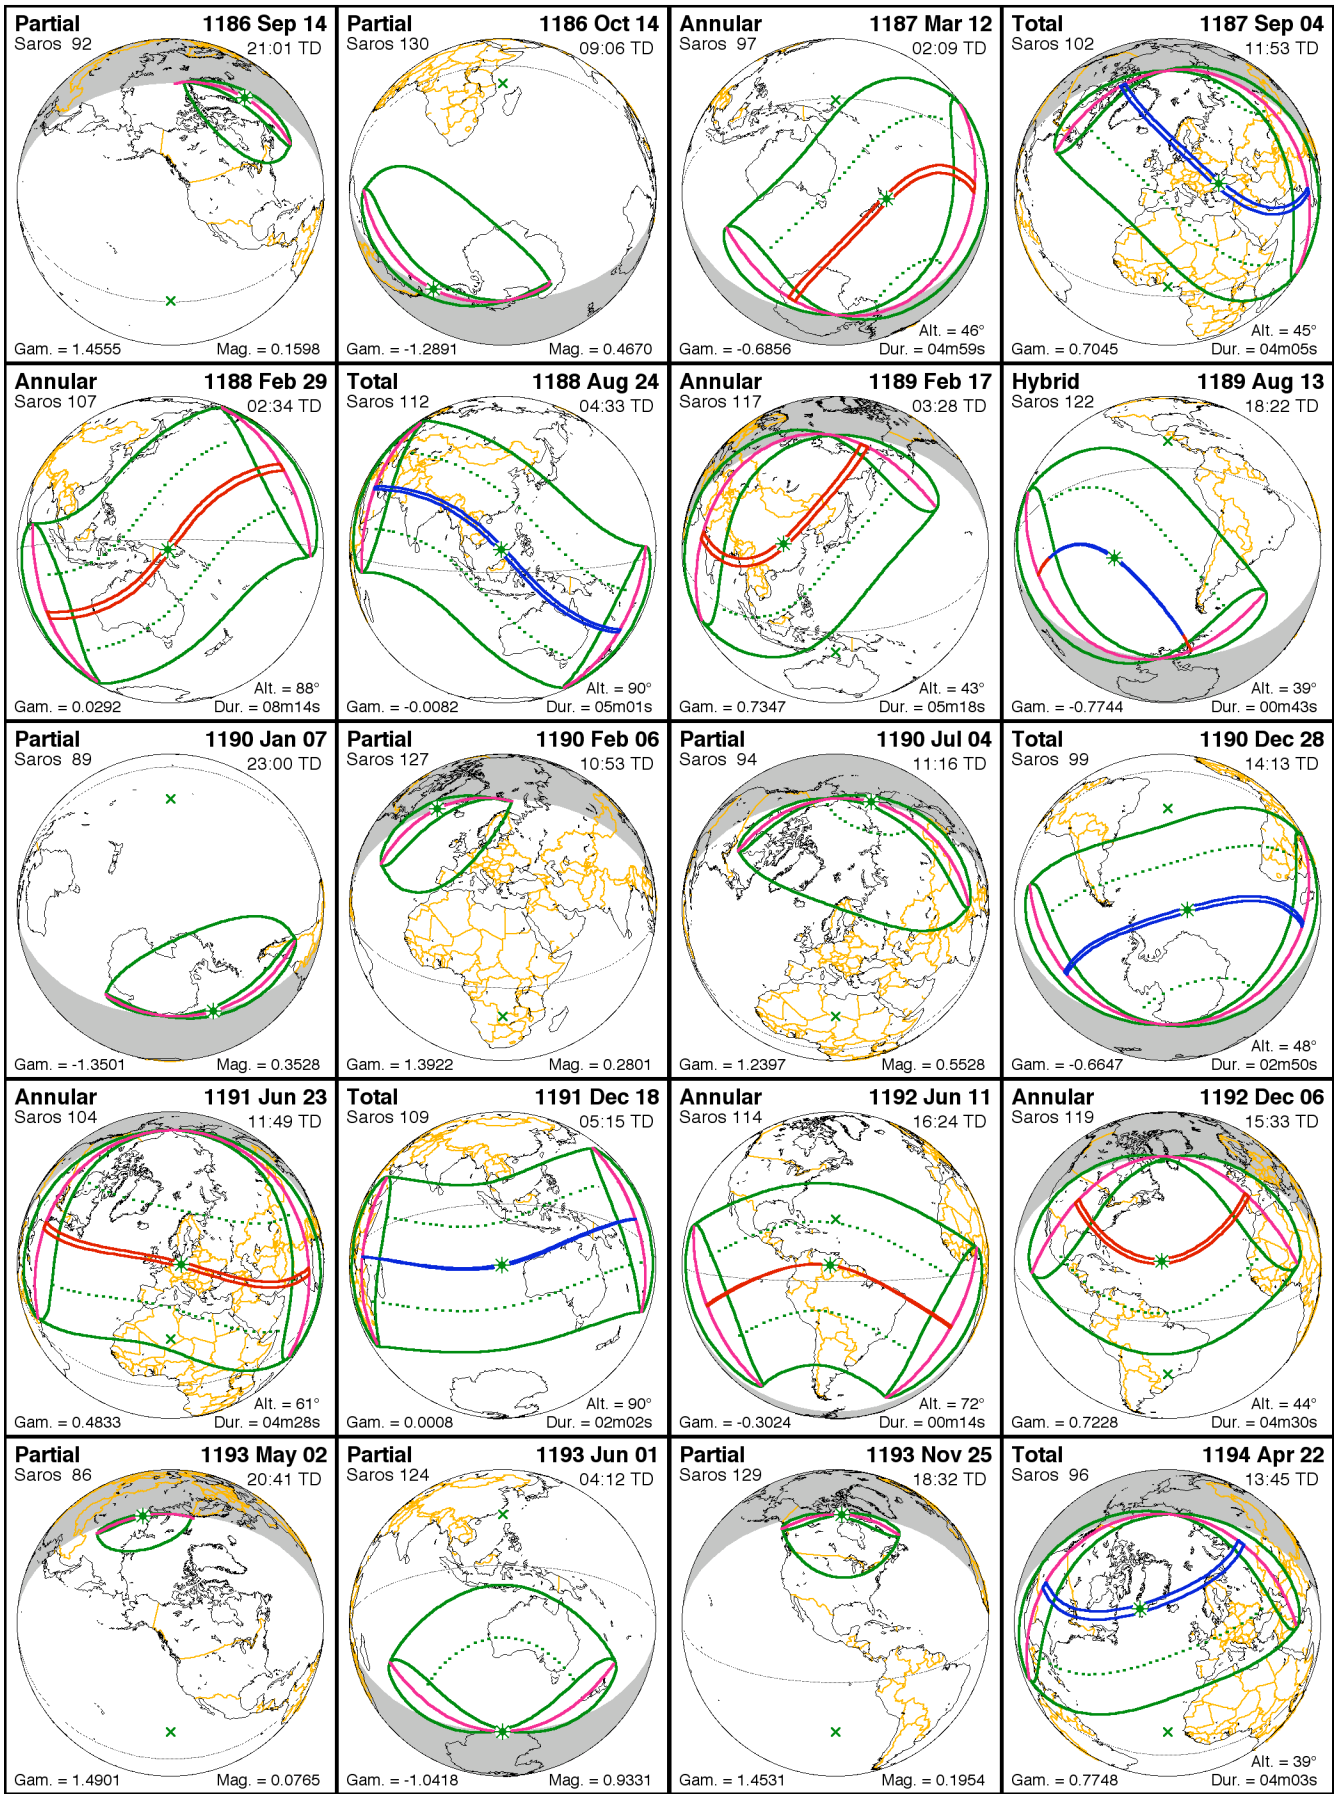 Partial 1186 Sep 14
Saros 92 21:01 TD
Gam. = 1.4555 Mag. = 0.1598
Partial 1186 Oct 14
Saros 130 09:06 TD
Gam. = -1.2891 Mag. = 0.4670
Annular 1187 Mar 12
Saros 97 02:09 TD
Alt. = 46°
Gam. = -0.6856 Dur. = 04m59s
Total 1187 Sep 04
Saros 102 11:53 TD
Alt. = 45°
Gam. = 0.7045 Dur. = 04m05s
Annular 1188 Feb 29
Saros 107 02:34 TD
Alt. = 88°
Gam. = 0.0292 Dur. = 08m14s
Total 1188 Aug 24
Saros 112 04:33 TD
Alt. = 90°
Gam. = -0.0082 Dur. = 05m01s
Annular 1189 Feb 17
Saros 117 03:28 TD
Alt. = 43°
Gam. = 0.7347 Dur. = 05m18s
Hybrid 1189 Aug 13
Saros 122 18:22 TD
Alt. = 39°
Gam. = -0.7744 Dur. = 00m43s
Partial 1190 Jan 07
Saros 89 23:00 TD
Gam. = -1.3501 Mag. = 0.3528
Partial 1190 Feb 06
Saros 127 10:53 TD
Gam. = 1.3922 Mag. = 0.2801
Partial 1190 Jul 04
Saros 94 11:16 TD
Gam. = 1.2397 Mag. = 0.5528
Total 1190 Dec 28
Saros 99 14:13 TD
Alt. = 48°
Gam. = -0.6647 Dur. = 02m50s
Annular 1191 Jun 23
Saros 104 11:49 TD
Alt. = 61°
Gam. = 0.4833 Dur. = 04m28s
Total 1191 Dec 18
Saros 109 05:15 TD
Alt. = 90°
Gam. = 0.0008 Dur. = 02m02s
Annular 1192 Jun 11
Saros 114 16:24 TD
Alt. = 72°
Gam. = -0.3024 Dur. = 00m14s
Annular 1192 Dec 06
Saros 119 15:33 TD
Alt. = 44°
Gam. = 0.7228 Dur. = 04m30s
Partial 1193 May 02
Saros 86 20:41 TD
Gam. = 1.4901 Mag. = 0.0765
Partial 1193 Jun 01
Saros 124 04:12 TD
Gam. = -1.0418 Mag. = 0.9331
Partial 1193 Nov 25
Saros 129 18:32 TD
Gam. = 1.4531 Mag. = 0.1954
Total 1194 Apr 22
Saros 96 13:45 TD
Alt. = 39°
Gam. = 0.7748 Dur. = 04m03s